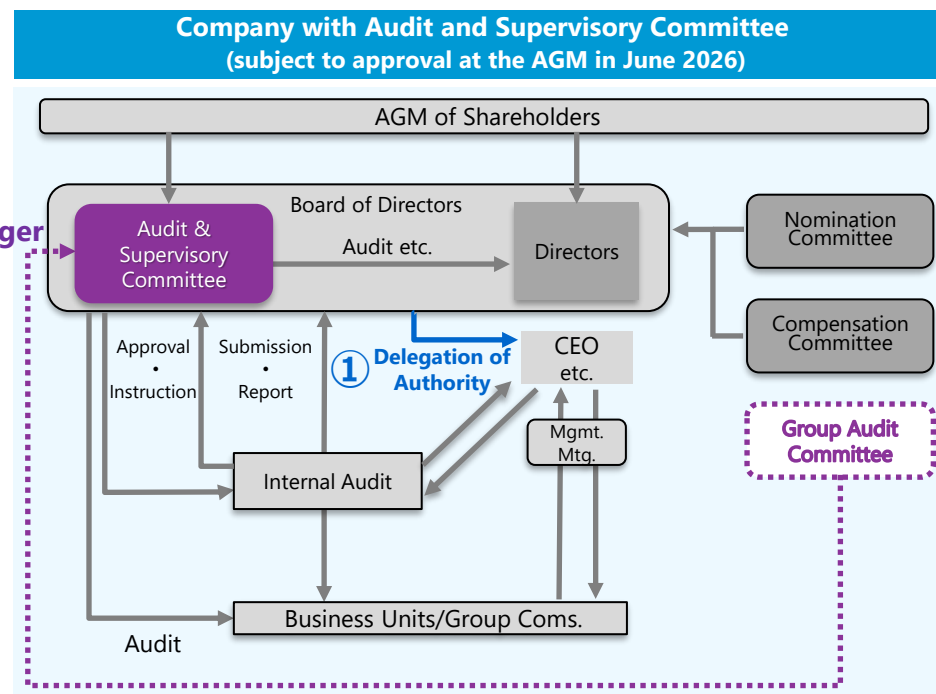 Company with Audit and Supervisory Committee
(subject to approval at the AGM in June 2026)
AGM of Shareholders
Board of Directors
Audit &
Supervisory
Committee
Audit etc.
Directors
Nomination
Committee
Compensation
Committee
ger
Approval
・
Instruction
Submission
・
Report
① Delegation of
Authority
CEO
etc.
Mgmt.
Mtg.
Group Audit
Committee
Internal Audit
Business Units/Group Coms.
Audit